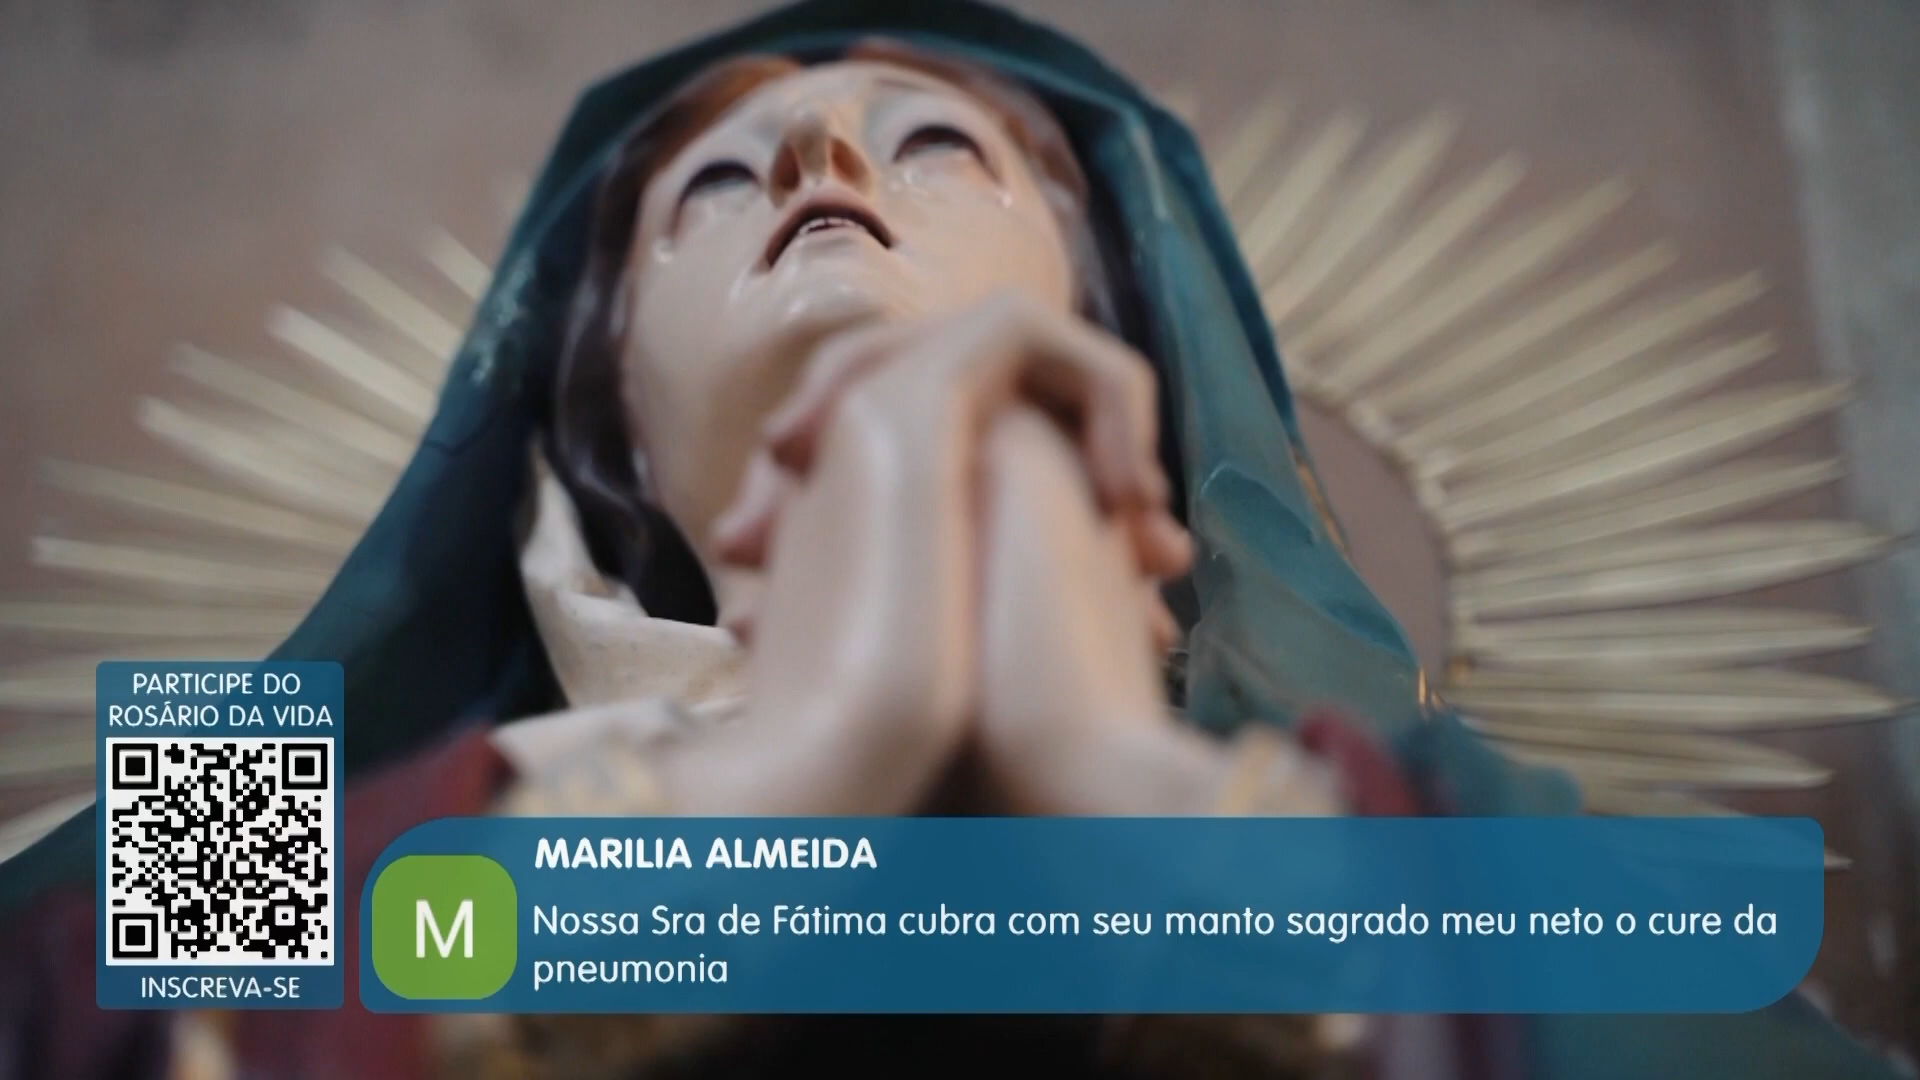 PARTICIPE DO
ROSÁRIO DA VIDA
INSCREVA-SE
MARILIA ALMEIDA
M
Nossa Sra de Fátima cubra com seu manto sagrado meu neto o cure da
pneumonia